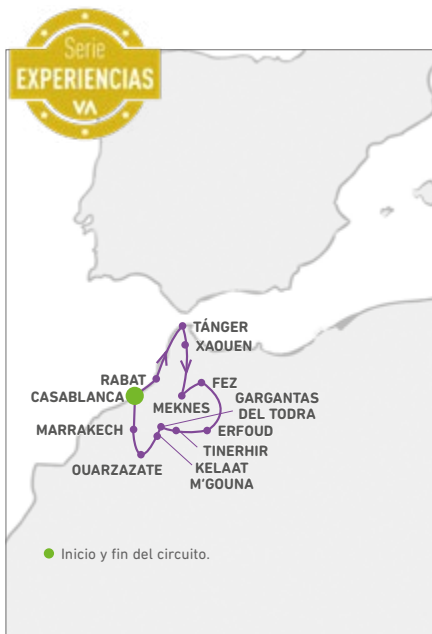 Serie
EXPERIENCIAS
VA
TÁNGER
XAOUEN
RABAT
CASABLANCA
FEZ
MEKNES
GARGANTAS
DEL TODRA
MARRAKECH
ERFOUD
TINERHIR
OUARZAZATE
KELAAT
M'GOUNA
Inicio y fin del circuito.